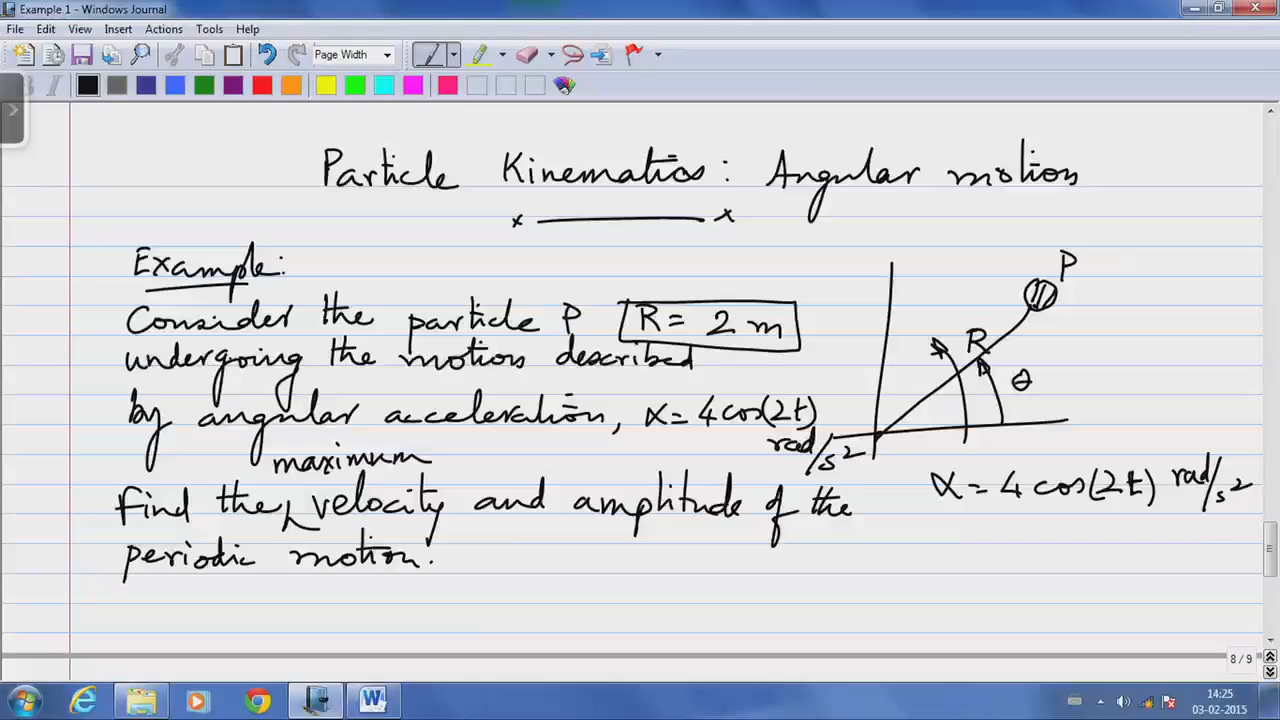 Example 1 - Windows Journal
File Edit View Insert Actions Tools Help
Page Width
B I
Particle Kinematics: Angular motion
Example:
Consider the particle P R = 2 m
undergoing the motion described
by angular acceleration, α = 4 cos(2t)
rad/s²
maximum
Find the velocity and amplitude of the
periodic motion.
P
R
θ
α = 4 cos(2t) rad/s²
8 / 9
14:25
03-02-2015